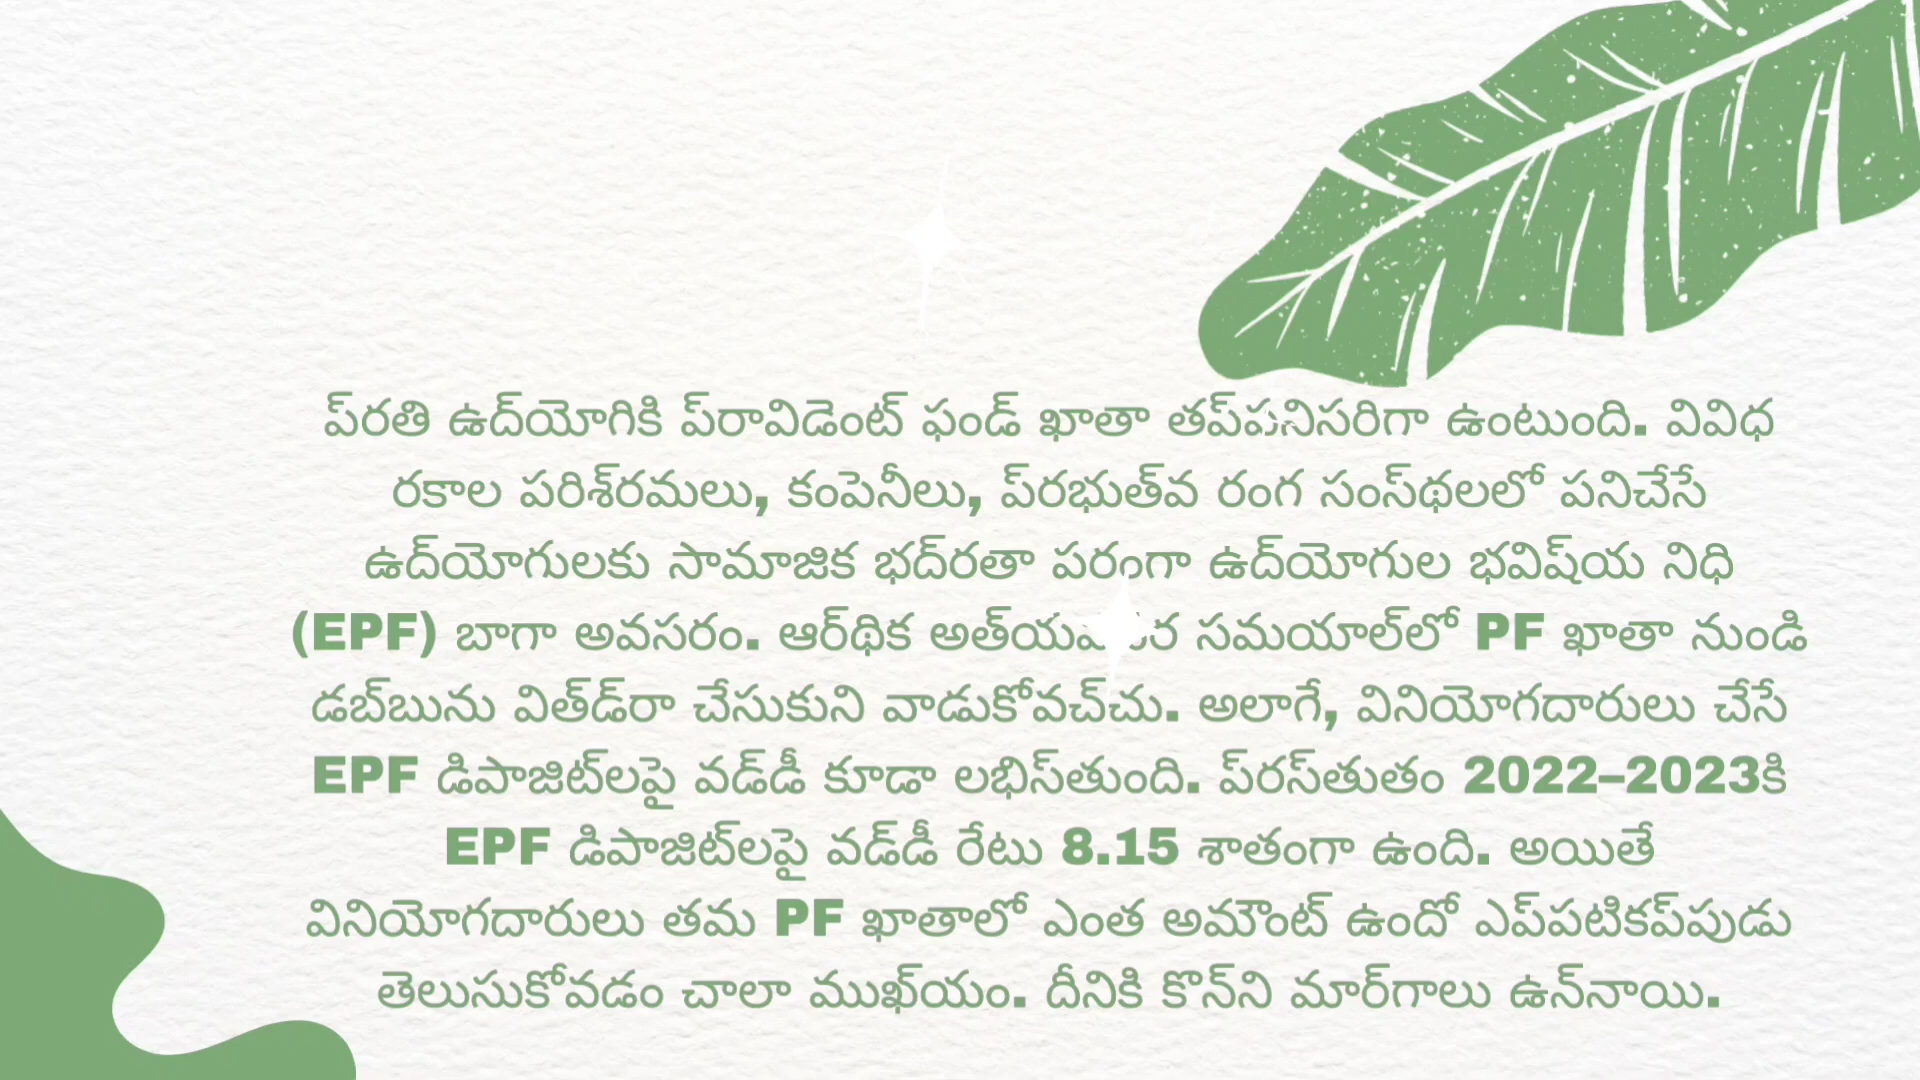 ప్రతి ఉద్యోగికి ప్రావిడెంట్ ఫండ్ ఖాతా తప్పనిసరిగా ఉంటుంది. వివిధ
రకాల పరిశ్రమలు, కంపెనీలు, ప్రభుత్వ రంగ సంస్థలలో పనిచేసే
ఉద్యోగులకు సామాజిక భద్రతా పరంగా ఉద్యోగుల భవిష్య నిధి
(EPF) బాగా అవసరం. ఆర్థిక సమయాల్లో PF ఖాతా నుండి
డబ్బును విత్‌డ్‌రా చేసుకుని వాడుకోవచ్చు. అలాగే, వినియోగదారులు చేసే
EPF డిపాజిట్‌లపై వడ్డీ కూడా లభిస్తుంది. ప్రస్తుతం 2022–2023కి
EPF డిపాజిట్‌లపై వడ్డీ రేటు 8.15 శాతంగా ఉంది. అయితే
వినియోగదారులు తమ PF ఖాతాలో ఎంత అమౌంట్ ఉందో ఎప్పటికప్పుడు
తెలుసుకోవడం చాలా ముఖ్యం. దీనికి కొన్ని మార్గాలు ఉన్నాయి.